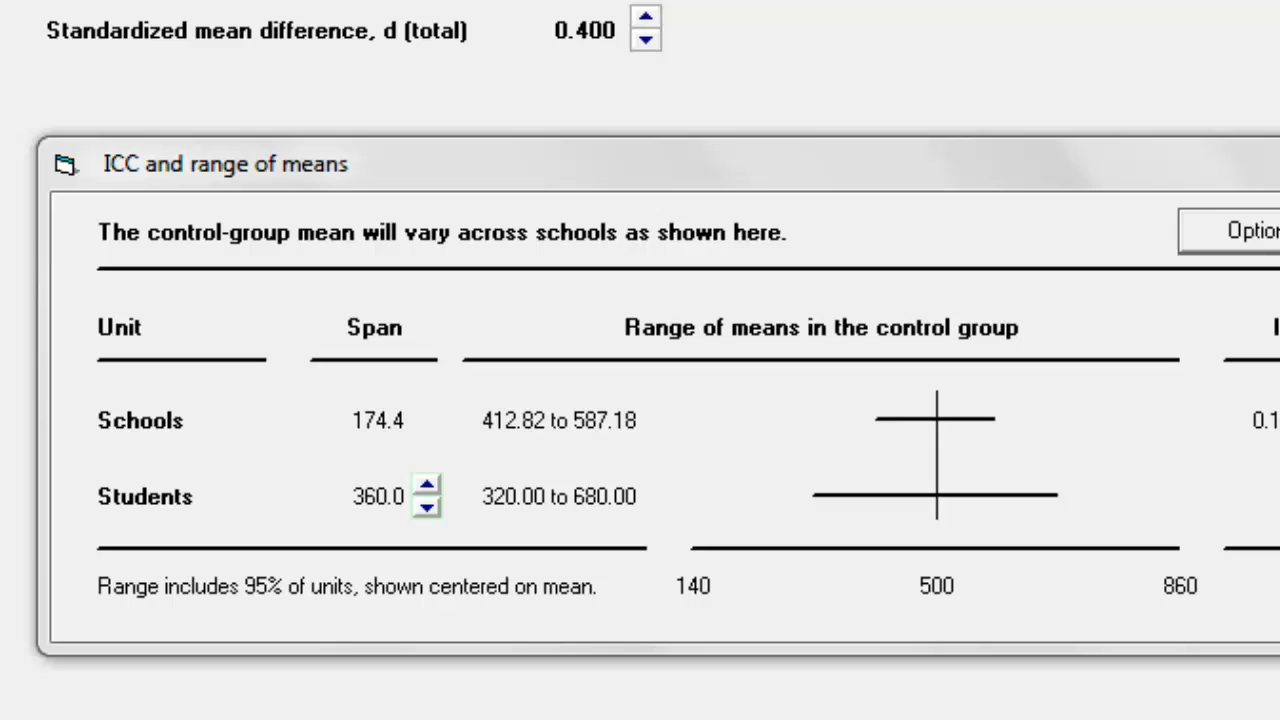 Standardized mean difference, d (total) 0.400
ICC and range of means
The control-group mean will vary across schools as shown here.
Unit Span Range of means in the control group
Schools 174.4 412.82 to 587.18
Students 360.0 320.00 to 680.00
Range includes 95% of units, shown centered on mean. 140 500 860